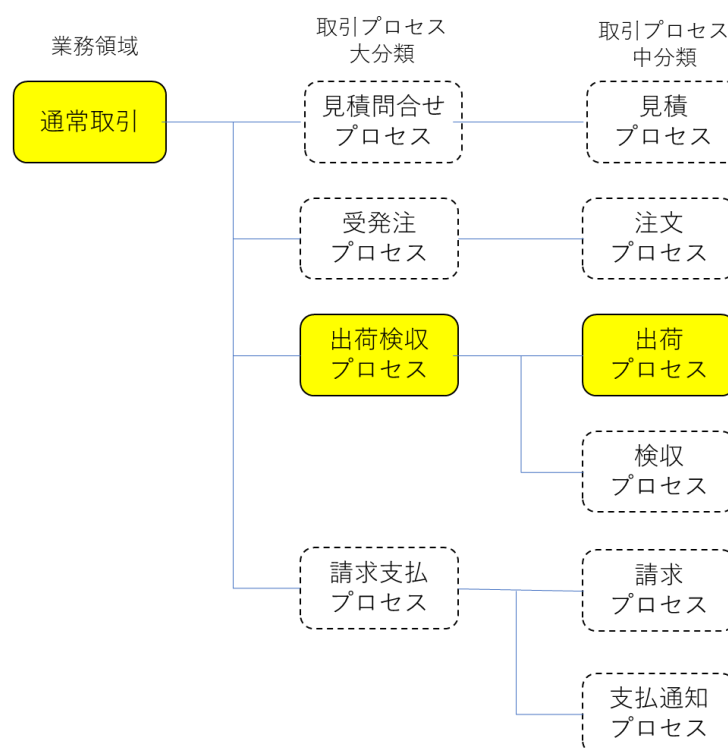 業務領域
取引プロセス
大分類
取引プロセス
中分類
通常取引
見積問合せ
プロセス
見積
プロセス
受発注
プロセス
注文
プロセス
出荷検収
プロセス
出荷
プロセス
検収
プロセス
請求支払
プロセス
請求
プロセス
支払通知
プロセス